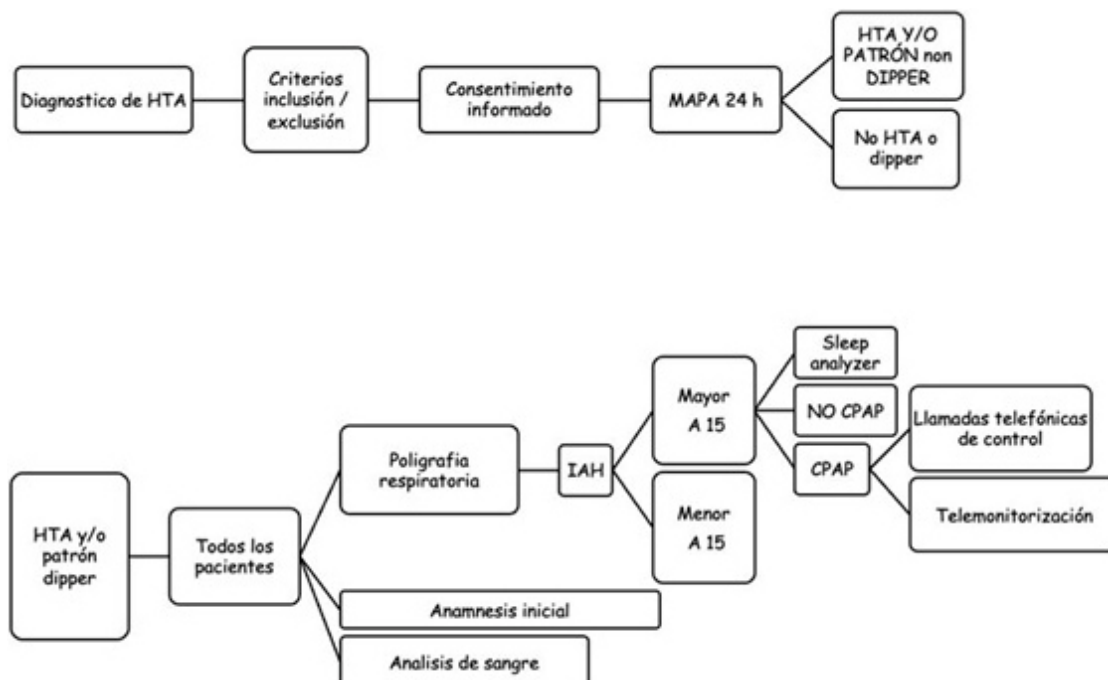 Diagnostico de HTA
Criterios
inclusión /
exclusión
Consentimiento
informado
MAPA 24 h
HTA Y/O
PATRÓN non
DIPPER
No HTA o
dipper
HTA y/o
patrón
dipper
Todos los
pacientes
Poligrafia
respiratoria
IAH
Mayor
A 15
Menor
A 15
Sleep
analyzer
NO CPAP
CPAP
Llamadas telefónicas
de control
Telemonitorización
Anamnesis inicial
Analisis de sangre